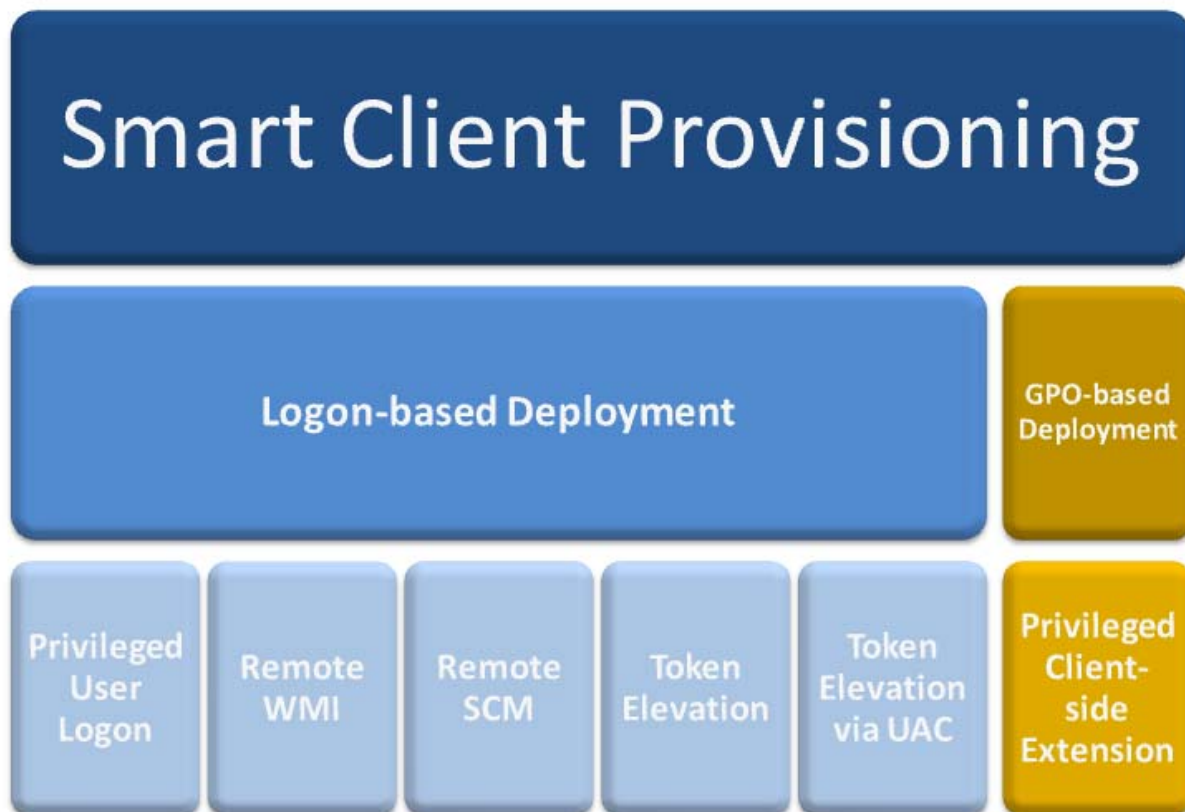 Smart Client Provisioning
Logon-based Deployment
GPO-based
Deployment
Privileged
User
Logon
Remote
WMI
Remote
SCM
Token
Elevation
Token
Elevation
via UAC
Privileged
Client-
side
Extension